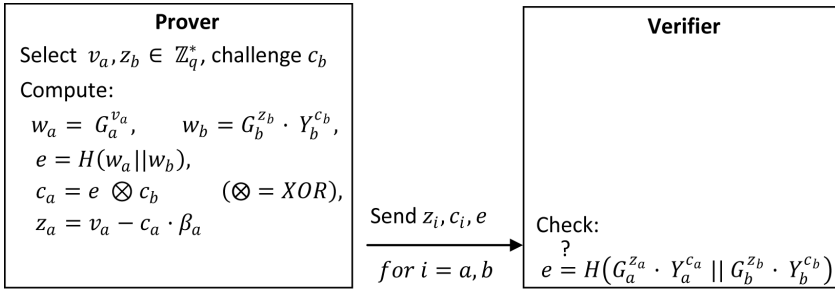 Prover
Select v_a, z_b ∈ ℤ_q^*, challenge c_b
Compute:
w_a = G_a^{v_a}, w_b = G_b^{z_b} · Y_b^{c_b},
e = H(w_a||w_b),
c_a = e ⊗ c_b (⊗ = XOR),
z_a = v_a − c_a · β_a
Send z_i, c_i, e
for i = a, b
Verifier
Check:
?
e = H(G_a^{z_a} · Y_a^{c_a} || G_b^{z_b} · Y_b^{c_b})